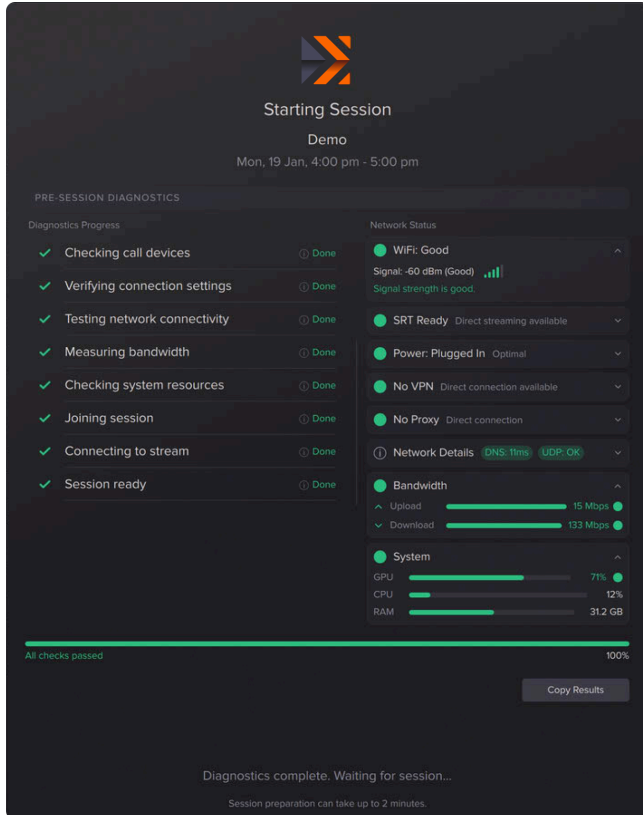 Starting Session
Demo
Mon, 19 Jan, 4:00 pm - 5:00 pm
PRE-SESSION DIAGNOSTICS
Diagnostics Progress
Checking call devices Done
Verifying connection settings Done
Testing network connectivity Done
Measuring bandwidth Done
Checking system resources Done
Joining session Done
Connecting to stream Done
Session ready Done
Network Status
WiFi: Good
Signal: -60 dBm (Good)
Signal strength is good.
SRT Ready Direct streaming available
Power: Plugged In Optimal
No VPN Direct connection available
No Proxy Direct connection
Network Details DNS: 11ms UDP: OK
Bandwidth
Upload 15 Mbps
Download 133 Mbps
System
GPU 71%
CPU 12%
RAM 31.2 GB
All checks passed 100%
Copy Results
Diagnostics complete. Waiting for session...
Session preparation can take up to 2 minutes.